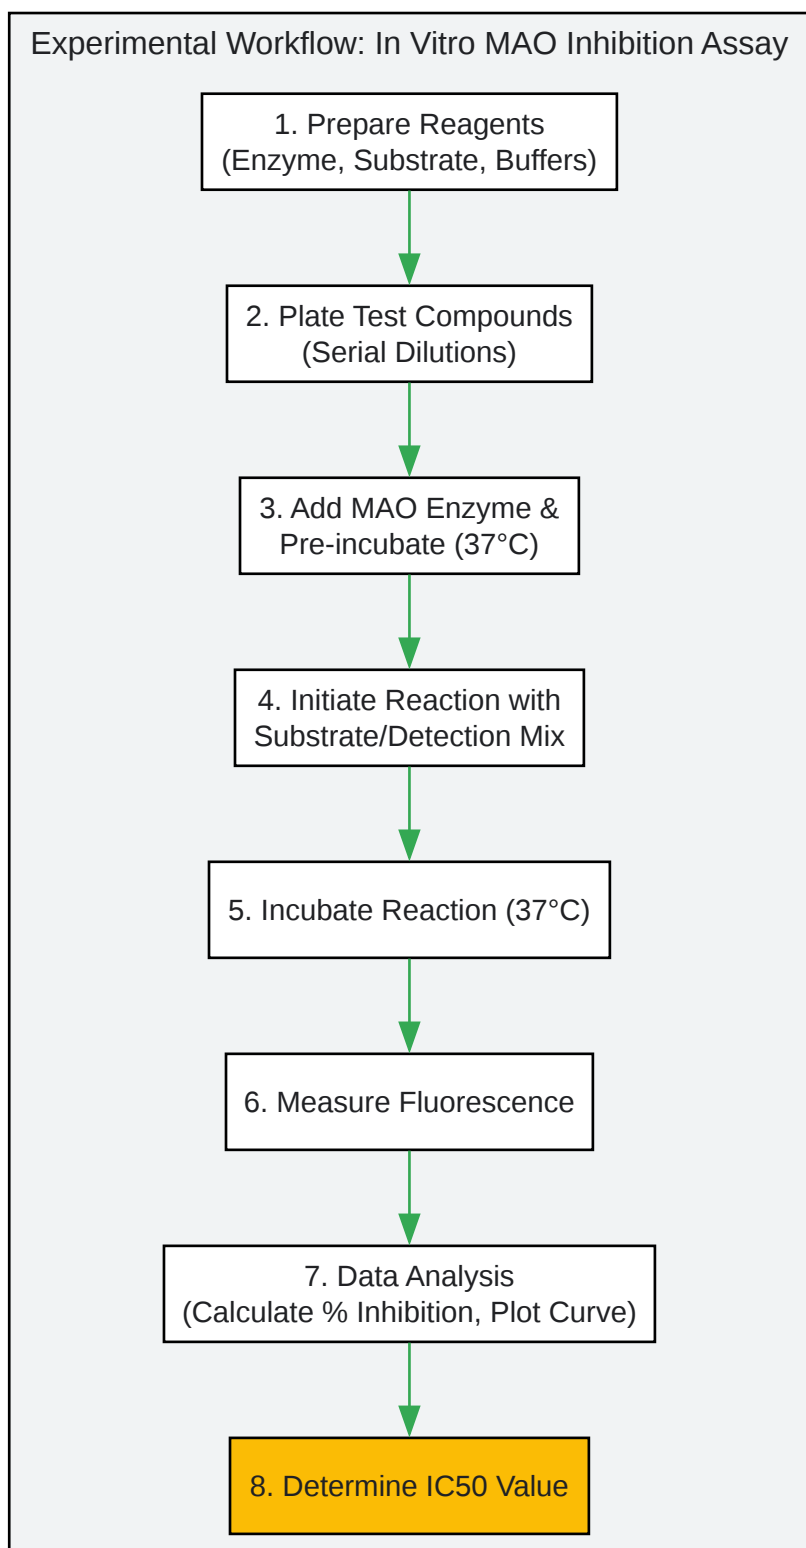 Experimental Workflow: In Vitro MAO Inhibition Assay
1. Prepare Reagents
(Enzyme, Substrate, Buffers)
2. Plate Test Compounds
(Serial Dilutions)
3. Add MAO Enzyme &
Pre-incubate (37°C)
4. Initiate Reaction with
Substrate/Detection Mix
5. Incubate Reaction (37°C)
6. Measure Fluorescence
7. Data Analysis
(Calculate % Inhibition, Plot Curve)
8. Determine IC50 Value